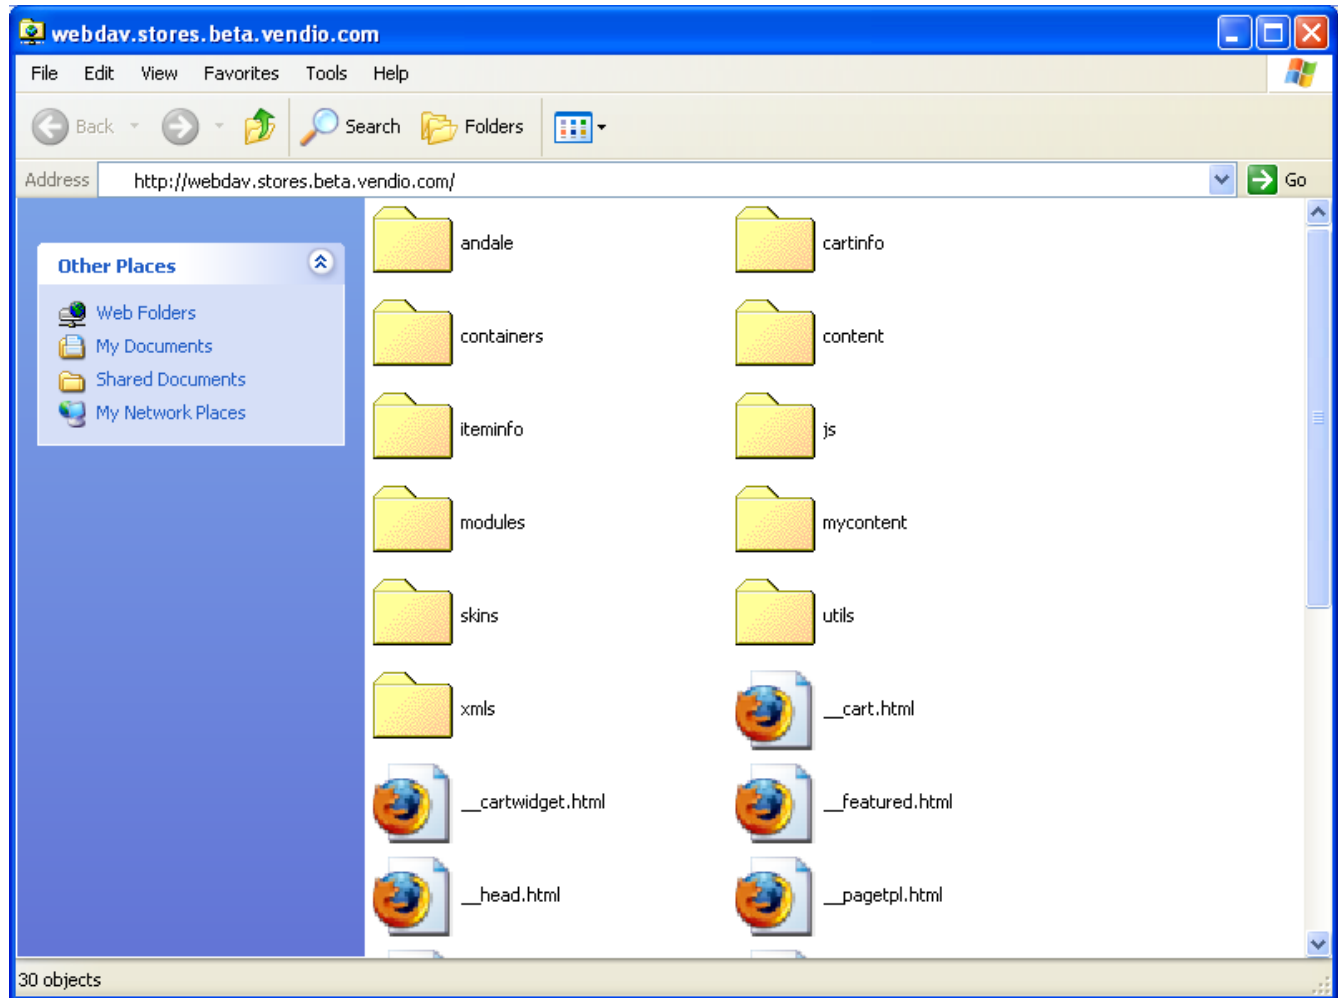 webdav.stores.beta.vendio.com
File Edit View Favorites Tools Help
Back Search Folders
Address http://webdav.stores.beta.vendio.com/ Go
Other Places
Web Folders
My Documents
Shared Documents
My Network Places
andale cartinfo
containers content
iteminfo js
modules mycontent
skins utils
xmls __cart.html
__cartwidget.html __featured.html
__head.html __pagetpl.html
30 objects